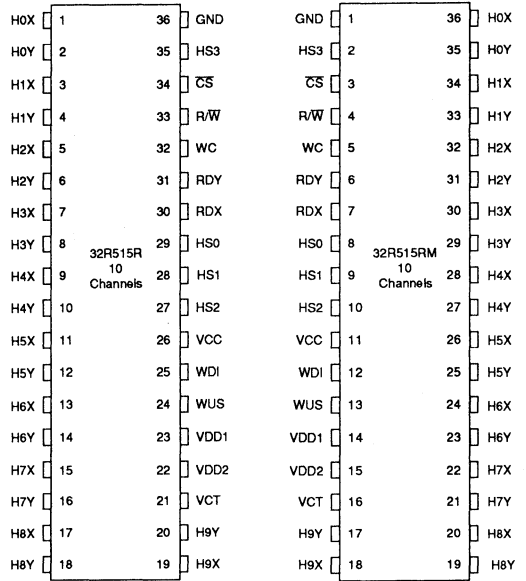 H0X 1 36 GND GND 1 36 H0X
H0Y 2 35 HS3 HS3 2 35 H0Y
H1X 3 34 C̅S̅ C̅S̅ 3 34 H1X
H1Y 4 33 R/W̅ R/W̅ 4 33 H1Y
H2X 5 32 WC WC 5 32 H2X
H2Y 6 31 RDY RDY 6 31 H2Y
H3X 7 30 RDX RDX 7 30 H3X
H3Y 8 29 HS0 HS0 8 29 H3Y
32R515R 32R515RM
10 10
Channels Channels
H4X 9 28 HS1 HS1 9 28 H4X
H4Y 10 27 HS2 HS2 10 27 H4Y
H5X 11 26 VCC VCC 11 26 H5X
H5Y 12 25 WDI WDI 12 25 H5Y
H6X 13 24 WUS WUS 13 24 H6X
H6Y 14 23 VDD1 VDD1 14 23 H6Y
H7X 15 22 VDD2 VDD2 15 22 H7X
H7Y 16 21 VCT VCT 16 21 H7Y
H8X 17 20 H9Y H9Y 17 20 H8X
H8Y 18 19 H9X H9X 18 19 H8Y